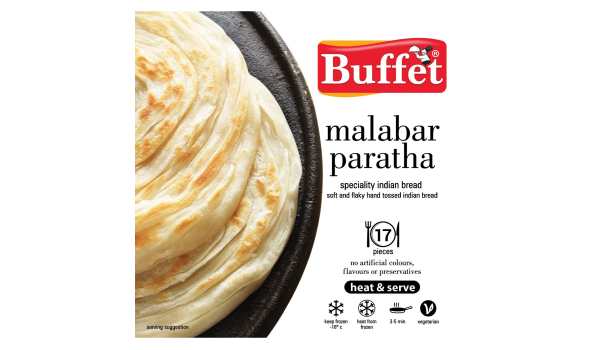 Buffet®
malabar
paratha
speciality indian bread
soft and flaky hand tossed indian bread
17
pieces
no artificial colours,
flavours or preservatives
heat & serve
keep frozen
-18° c
heat from
frozen
3-5 min
vegetarian
serving suggestion